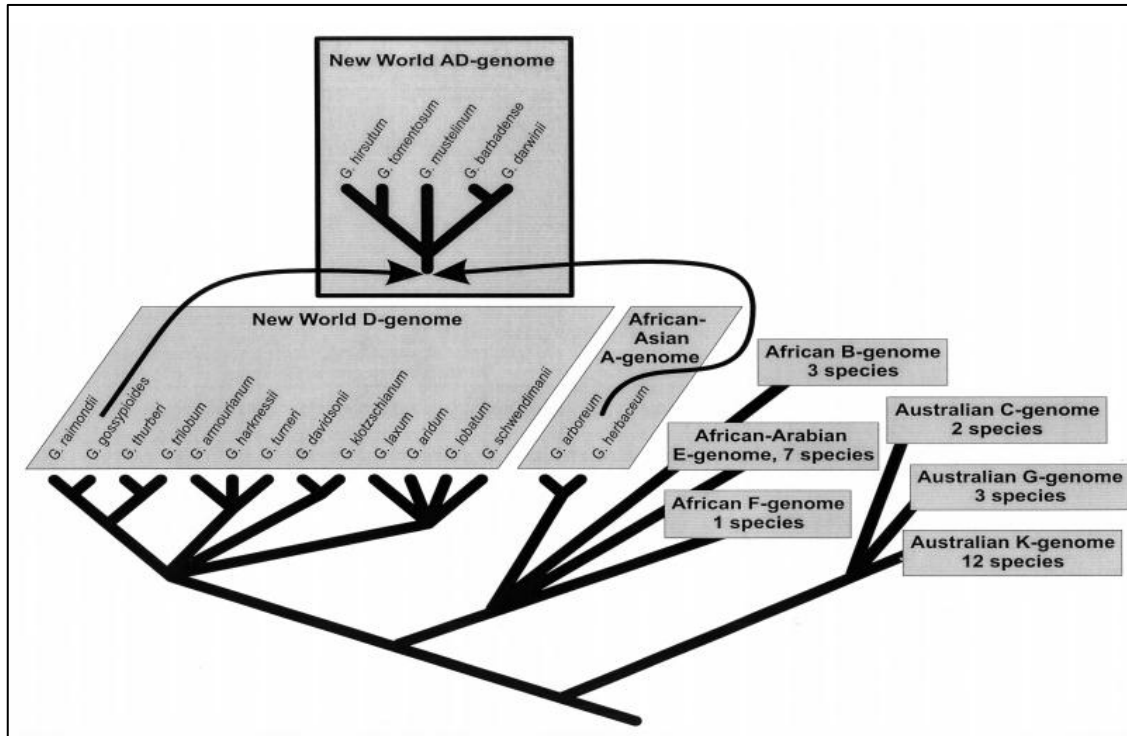 New World AD-genome
G. hirsutum
G. tomentosum
G. mustelinum
G. barbadense
G. darwinii
New World D-genome
G. raimondii
G. gossypioides
G. thurberi
G. trilobum
G. armourianum
G. harknessii
G. turneri
G. davidsonii
G. klotzschianum
G. laxum
G. aridum
G. lobatum
G. schwendimanii
African-
Asian
A-genome
G. arboreum
G. herbaceum
African B-genome
3 species
African-Arabian
E-genome, 7 species
African F-genome
1 species
Australian C-genome
2 species
Australian G-genome
3 species
Australian K-genome
12 species